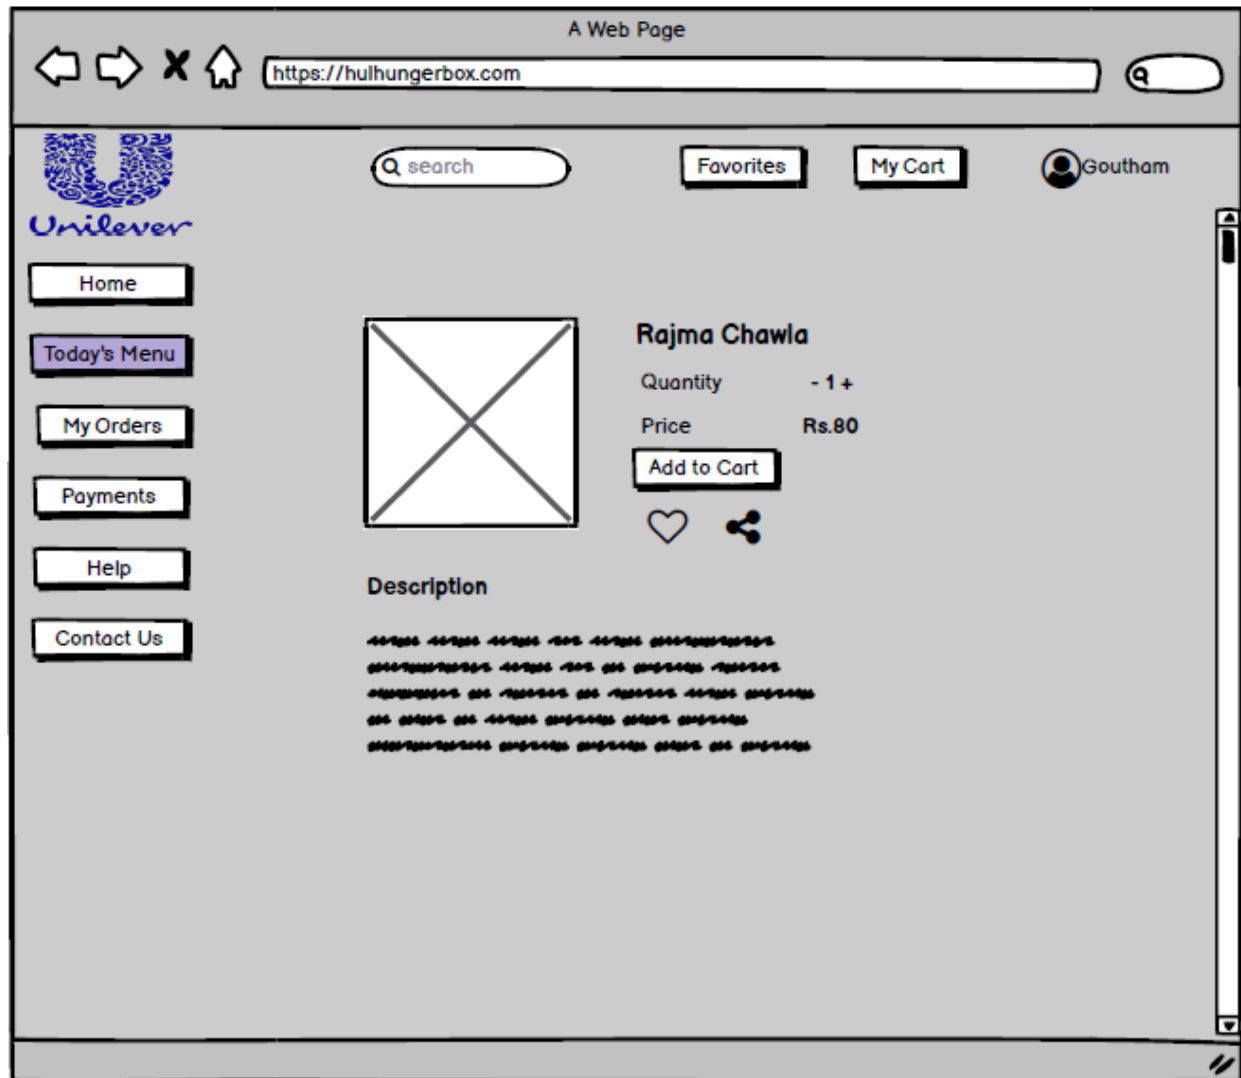 A Web Page
https://hulhungerbox.com
search
Favorites
My Cart
Goutham
Unilever
Home
Today's Menu
My Orders
Payments
Help
Contact Us
Rajma Chawla
Quantity - 1 +
Price Rs.80
Add to Cart
Description